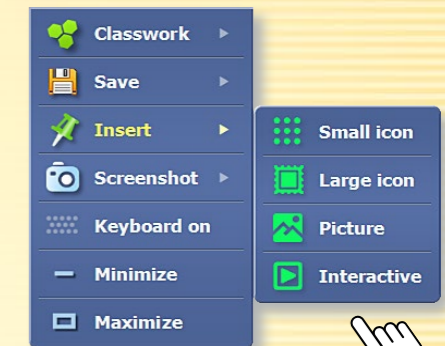 Classwork
Save
Insert
Screenshot
Keyboard on
Minimize
Maximize
Small icon
Large icon
Picture
Interactive